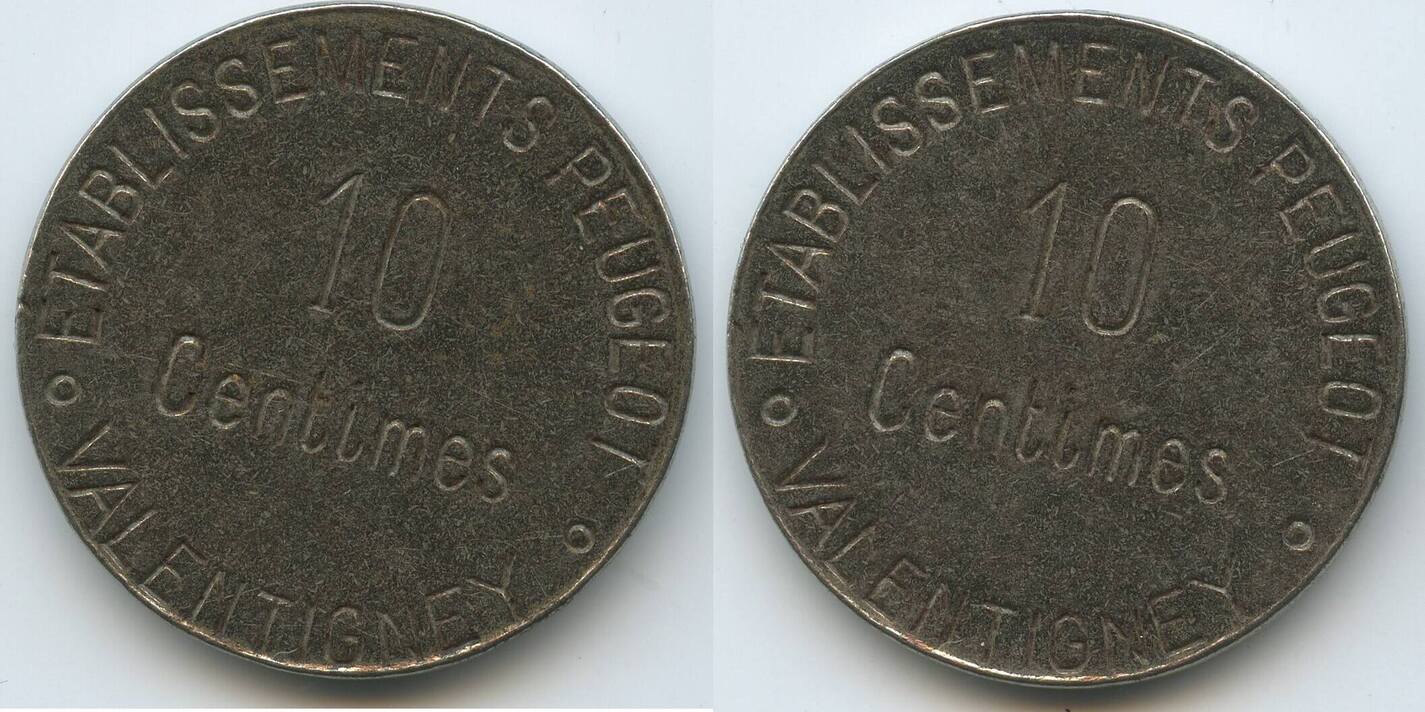 ETABLISSEMENTS PEUGEOT
10
Centimes
VALENTIGNEY
ETABLISSEMENTS PEUGEOT
10
Centimes
VALENTIGNEY